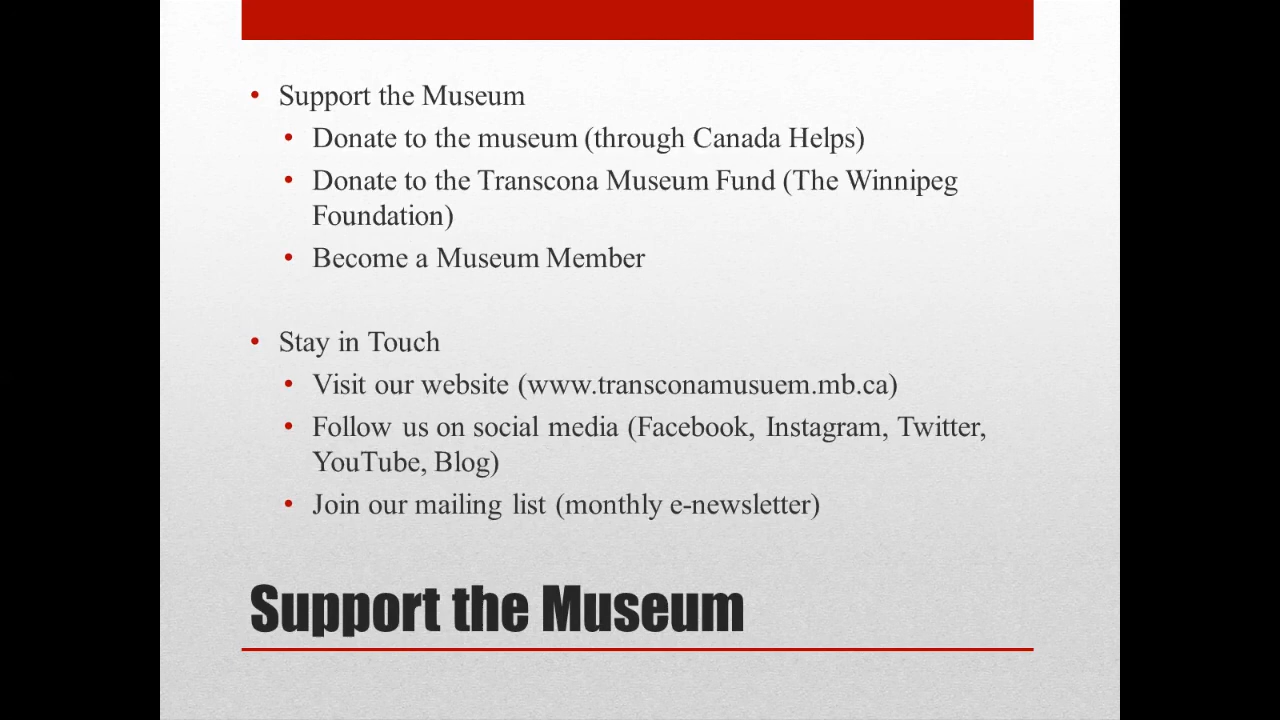 • Support the Museum
• Donate to the museum (through Canada Helps)
• Donate to the Transcona Museum Fund (The Winnipeg
Foundation)
• Become a Museum Member
• Stay in Touch
• Visit our website (www.transconamusuem.mb.ca)
• Follow us on social media (Facebook, Instagram, Twitter,
YouTube, Blog)
• Join our mailing list (monthly e-newsletter)
Support the Museum